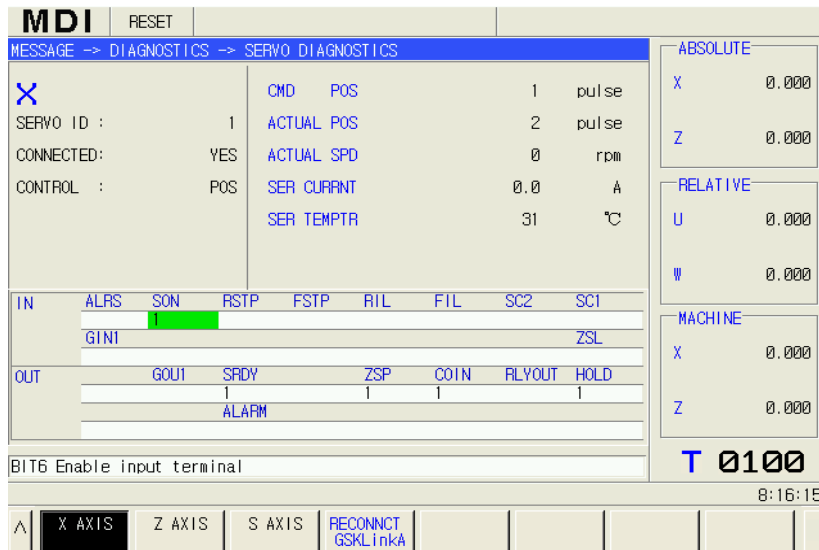 MDI RESET
MESSAGE -> DIAGNOSTICS -> SERVO DIAGNOSTICS
X
SERVO ID : 1
CONNECTED: YES
CONTROL : POS
CMD POS 1 pulse
ACTUAL POS 2 pulse
ACTUAL SPD 0 rpm
SER CURRNT 0.0 A
SER TEMPTR 31 ℃
IN ALRS SON RSTP FSTP RIL FIL SC2 SC1
1
GIN1 ZSL
OUT GOU1 SRDY ZSP COIN RLYOUT HOLD
1 1 1 1
ALARM
BIT6 Enable input terminal
ABSOLUTE
X 0.000
Z 0.000
RELATIVE
U 0.000
W 0.000
MACHINE
X 0.000
Z 0.000
T 0100
8:16:15
^ X AXIS Z AXIS S AXIS RECONNCT
GSKLinkA